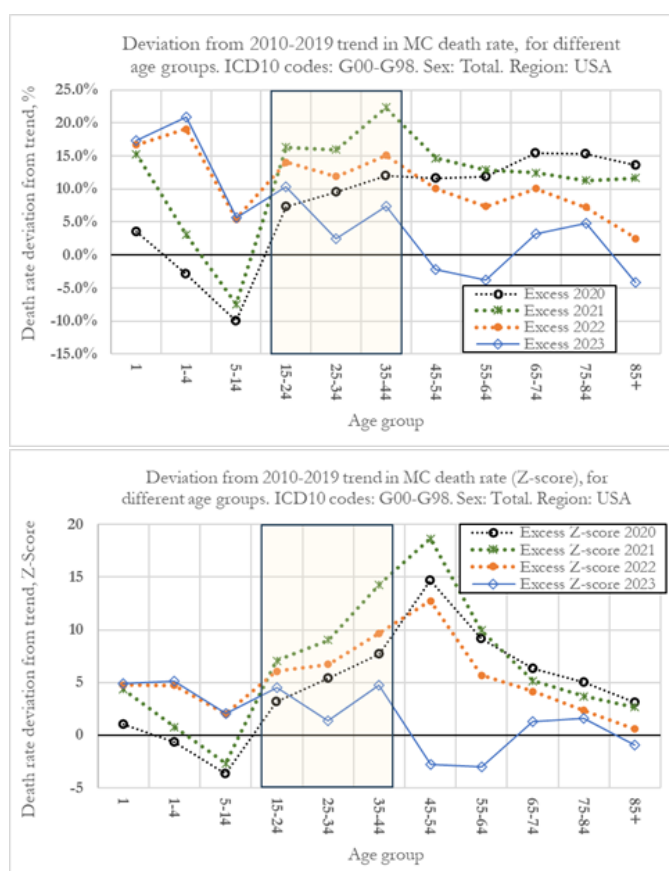 Deviation from 2010-2019 trend in MC death rate, for different
age groups. ICD10 codes: G00-G98. Sex: Total. Region: USA
Death rate deviation from trend, %
25.0%
20.0%
15.0%
10.0%
5.0%
0.0%
-5.0%
-10.0%
-15.0%
Excess 2020
Excess 2021
Excess 2022
Excess 2023
1
1-4
5-14
15-24
25-34
35-44
45-54
55-64
65-74
75-84
85+
Age group
Deviation from 2010-2019 trend in MC death rate (Z-score), for
different age groups. ICD10 codes: G00-G98. Sex: Total. Region: USA
Death rate deviation from trend, Z-Score
20
15
10
5
0
-5
Excess Z-score 2020
Excess Z-score 2021
Excess Z-score 2022
Excess Z-score 2023
1
1-4
5-14
15-24
25-34
35-44
45-54
55-64
65-74
75-84
85+
Age group